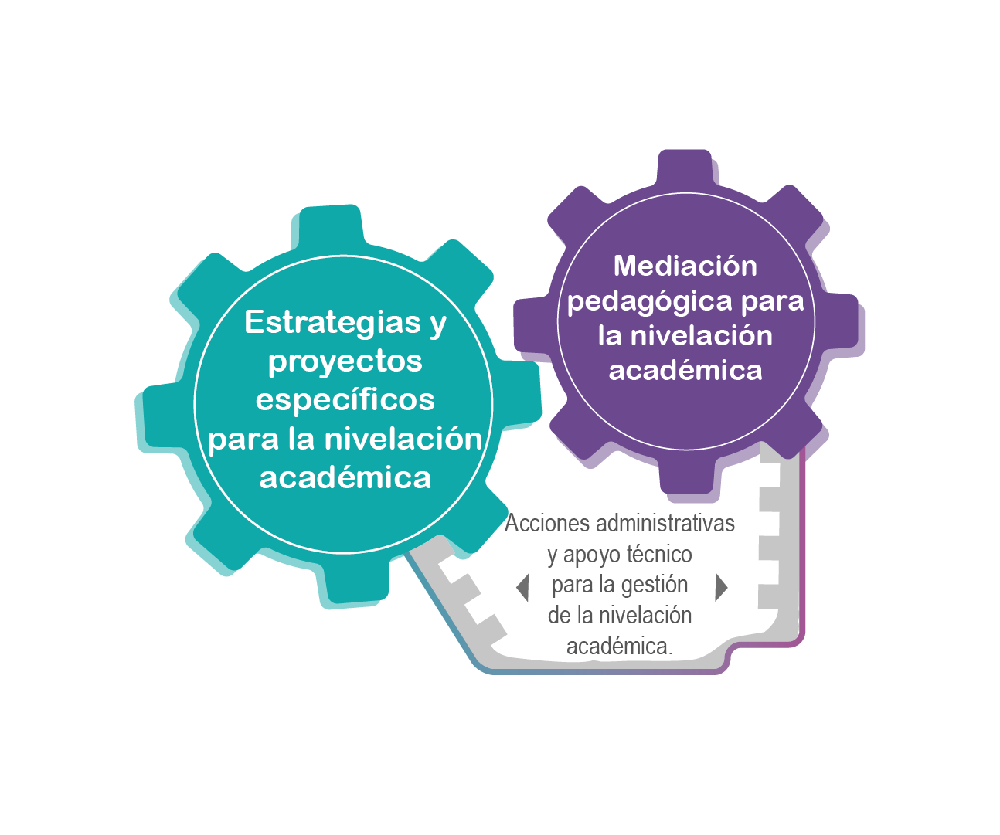 Estrategias y
proyectos
específicos
para la nivelación
académica
Mediación
pedagógica para
la nivelación
académica
Acciones administrativas
y apoyo técnico
para la gestión
de la nivelación
académica.